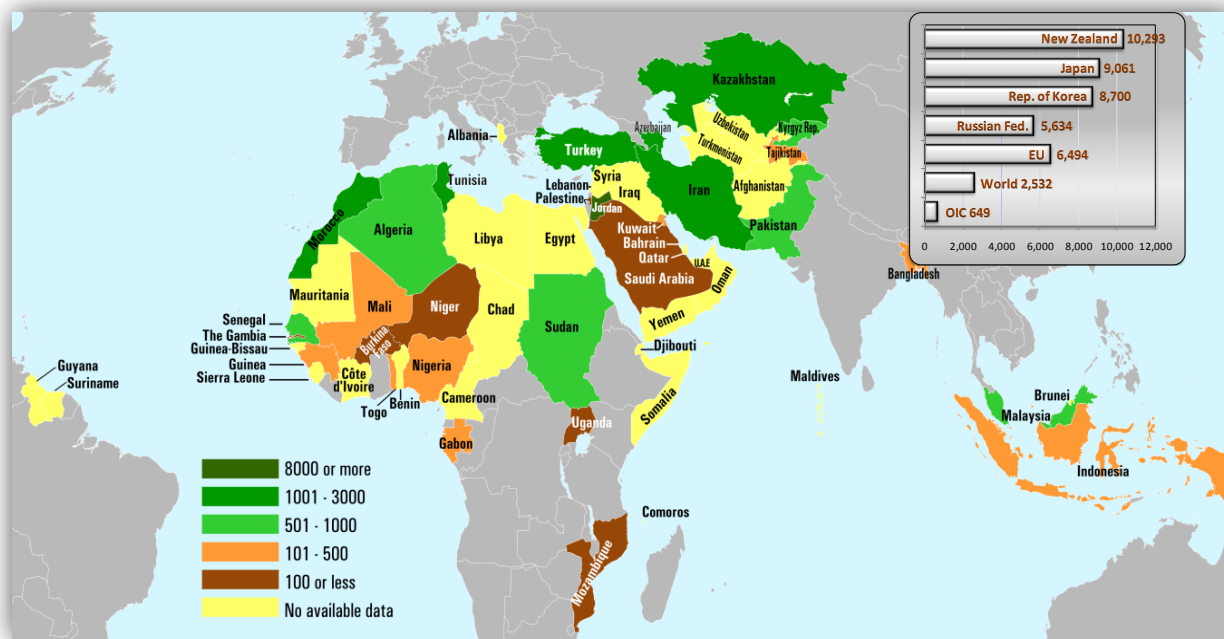 New Zealand 10,293
Japan 9,061
Rep. of Korea 8,700
Russian Fed. 5,634
EU 6,494
World 2,532
OIC 649
0 2,000 4,000 6,000 8,000 10,000 12,000
Kazakhstan
Albania
Azerbaijan
Uzbekistan
Kyrgyz Rep.
Turkey
Turkmenistan
Tajikistan
Tunisia
Syria
Lebanon
Iraq
Iran
Afghanistan
Palestine
Jordan
Morocco
Algeria
Libya
Egypt
Kuwait
Pakistan
Bahrain
Qatar
U.A.E
Saudi Arabia
Oman
Bangladesh
Mauritania
Mali
Niger
Chad
Sudan
Yemen
Senegal
The Gambia
Guinea-Bissau
Burkina
Faso
Djibouti
Guinea
Nigeria
Guyana
Suriname
Sierra Leone
Côte
d'Ivoire
Maldives
Togo
Benin
Cameroon
Somalia
Brunei
Malaysia
Uganda
Gabon
Indonesia
Comoros
Mozambique
8000 or more
1001 - 3000
501 - 1000
101 - 500
100 or less
No available data